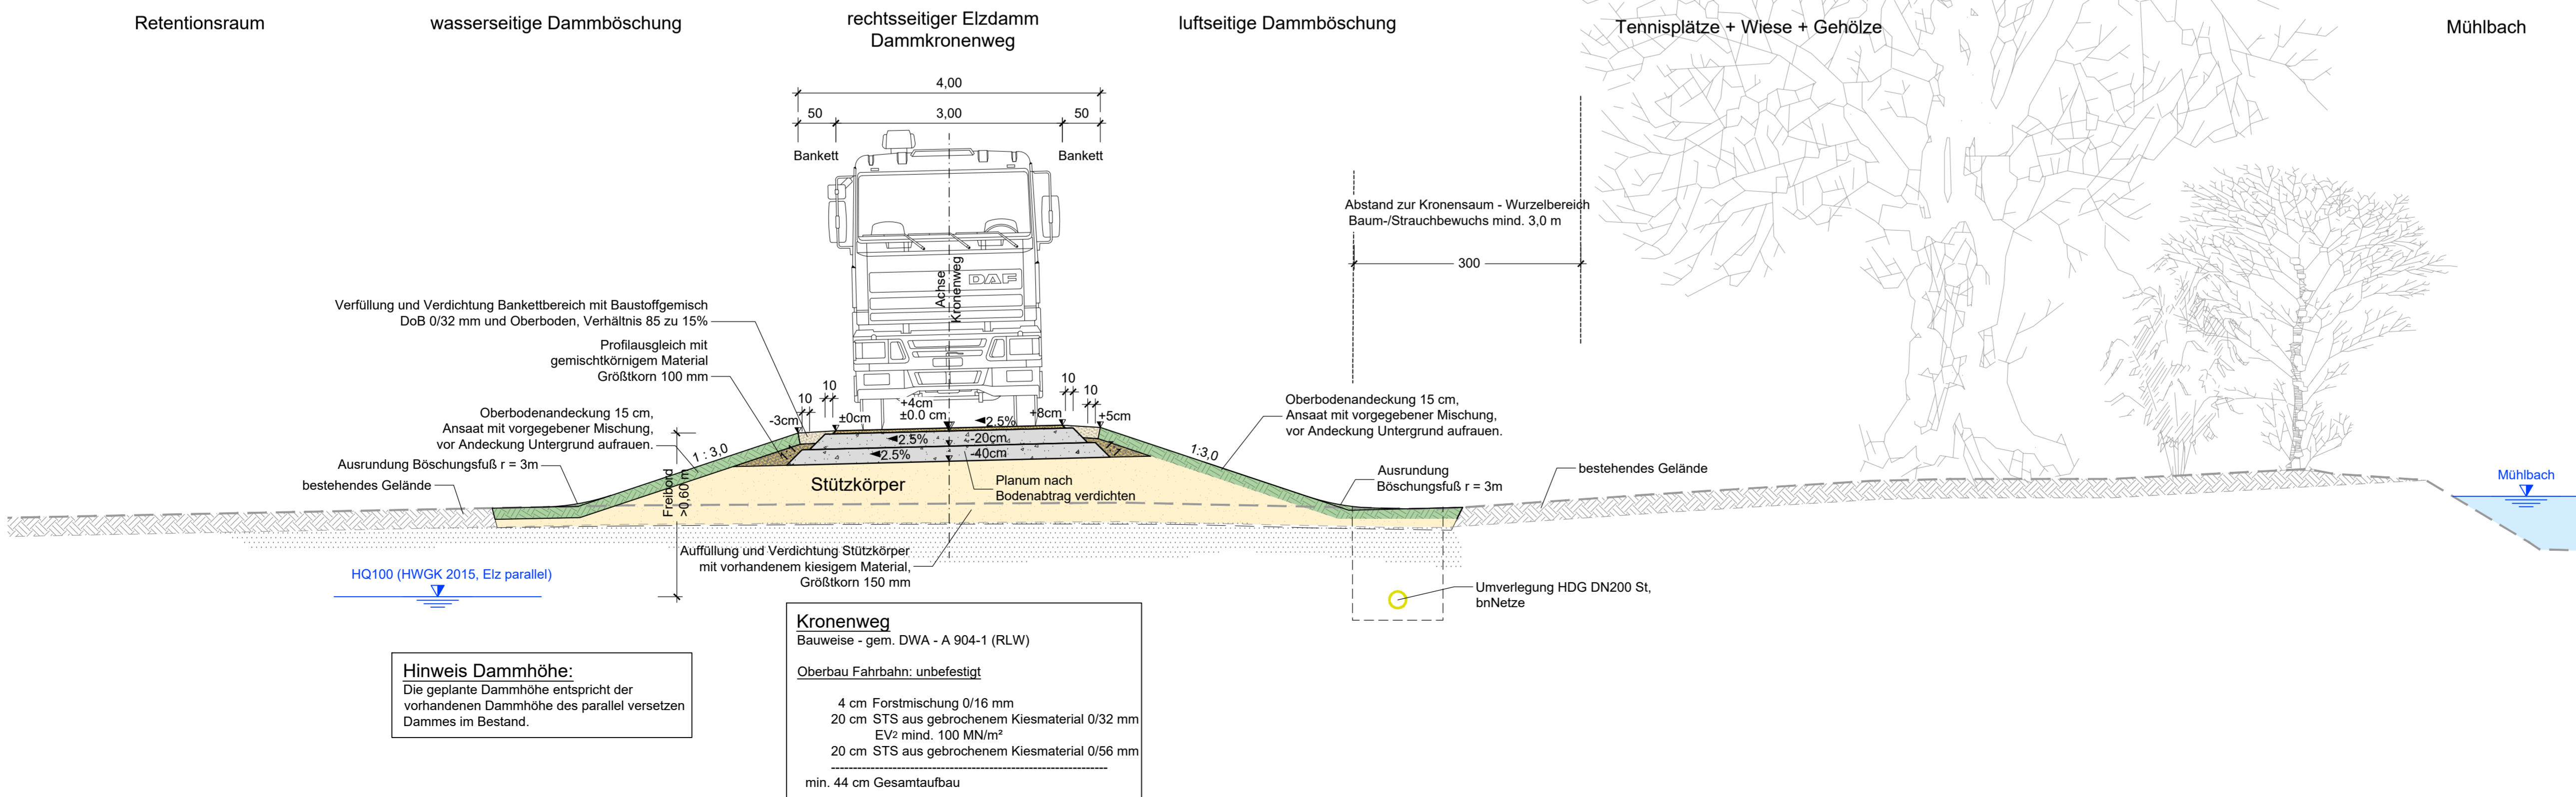 Retentionsraum
wasserseitige Dammböschung
rechtsseitiger Elzdamm
Dammkronenweg
luftseitige Dammböschung
Tennisplätze + Wiese + Gehölze
Mühlbach
4,00
50
3,00
50
Bankett
Bankett
Abstand zur Kronensaum - Wurzelbereich
Baum-/Strauchbewuchs mind. 3,0 m
300
Achse
Kronenweg
DAF
Verfüllung und Verdichtung Bankettbereich mit Baustoffgemisch
DoB 0/32 mm und Oberboden, Verhältnis 85 zu 15%
Profilausgleich mit
gemischtkörnigem Material
Größtkorn 100 mm
Oberbodenandeckung 15 cm,
Ansaat mit vorgegebener Mischung,
vor Andeckung Untergrund aufrauen.
Ausrundung Böschungsfuß r = 3m
bestehendes Gelände
10
10
10
10
-3cm
±0cm
+4cm
±0.0 cm
+8cm
+5cm
2.5%
2.5%
-20cm
2.5%
-40cm
1 : 3,0
1:1
1:1
1:3,0
Freibord
>0,60 m
Stützkörper
Planum nach
Bodenabtrag verdichten
Oberbodenandeckung 15 cm,
Ansaat mit vorgegebener Mischung,
vor Andeckung Untergrund aufrauen.
Ausrundung
Böschungsfuß r = 3m
bestehendes Gelände
Mühlbach
Auffüllung und Verdichtung Stützkörper
mit vorhandenem kiesigem Material,
Größtkorn 150 mm
HQ100 (HWGK 2015, Elz parallel)
Umverlegung HDG DN200 St,
bnNetze
Hinweis Dammhöhe:
Die geplante Dammhöhe entspricht der
vorhandenen Dammhöhe des parallel versetzen
Dammes im Bestand.
Kronenweg
Bauweise - gem. DWA - A 904-1 (RLW)
Oberbau Fahrbahn: unbefestigt
4 cm Forstmischung 0/16 mm
20 cm STS aus gebrochenem Kiesmaterial 0/32 mm
EV2 mind. 100 MN/m²
20 cm STS aus gebrochenem Kiesmaterial 0/56 mm
---------------------------------------------------------------
min. 44 cm Gesamtaufbau